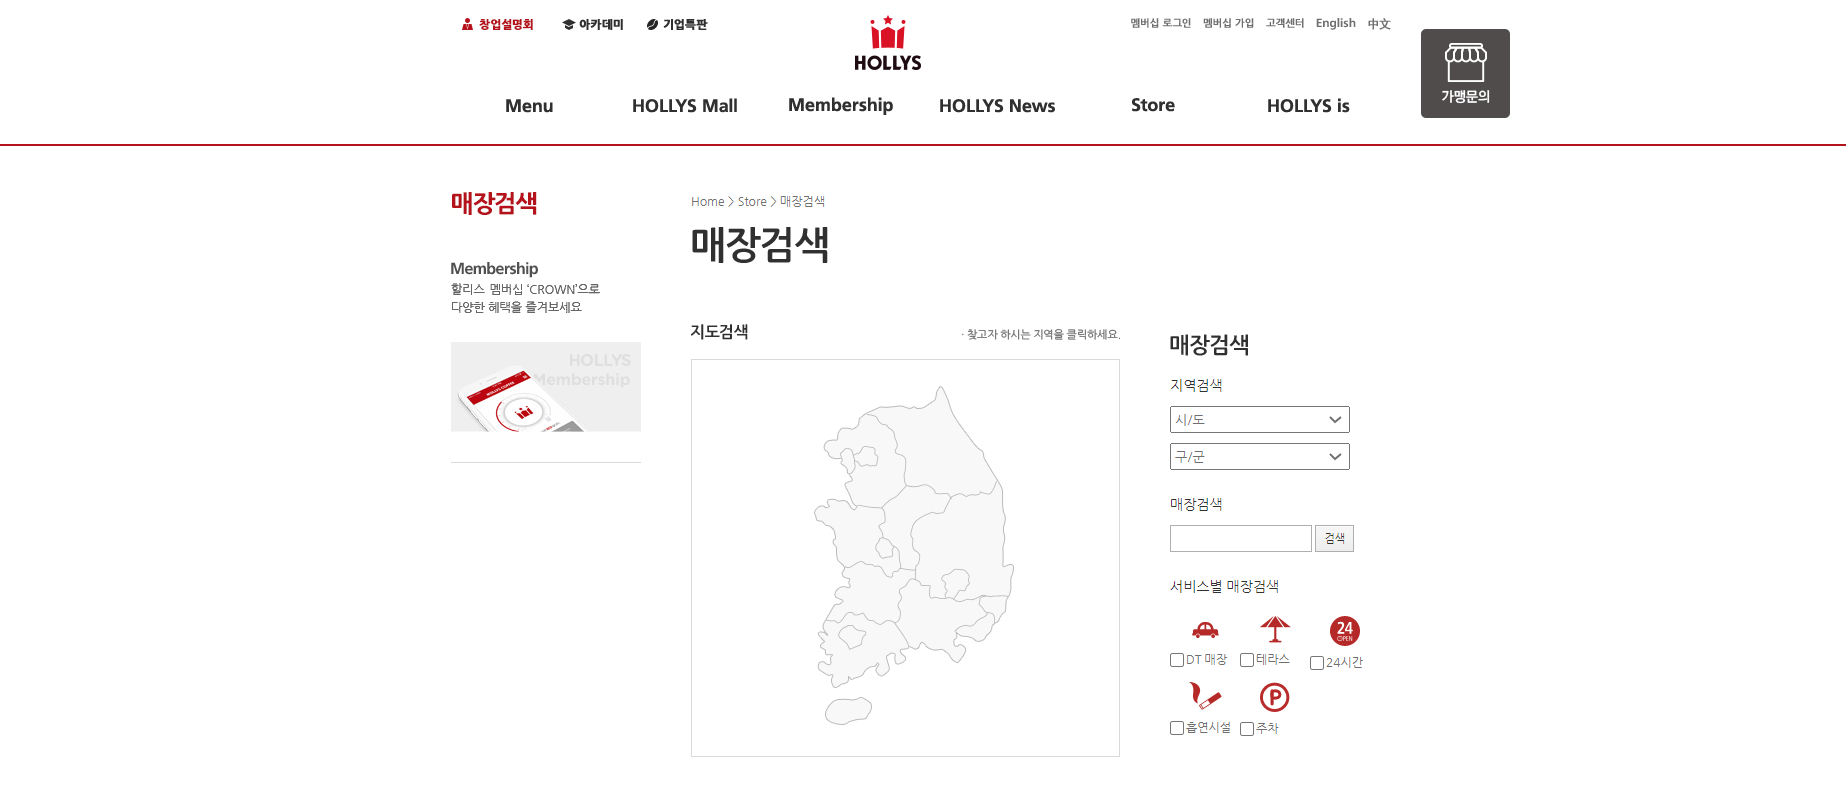 창업설명회 아카데미 기업특판
HOLLYS
멤버십 로그인 멤버십 가입 고객센터 English 中文
가맹문의
Menu HOLLYS Mall Membership HOLLYS News Store HOLLYS is
매장검색
Membership
할리스 멤버십 ‘CROWN’으로
다양한 혜택을 즐겨보세요
HOLLYS
Membership
Home > Store > 매장검색
매장검색
지도검색
· 찾고자 하시는 지역을 클릭하세요.
매장검색
지역검색
시/도
구/군
매장검색
검색
서비스별 매장검색
24
OPEN
DT 매장 테라스 24시간
P
흡연시설 주차